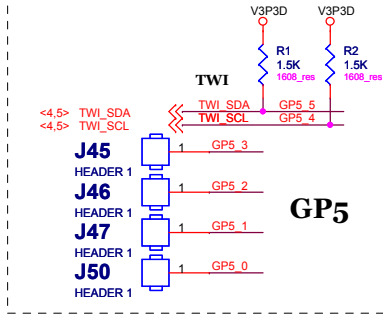 V3P3D V3P3D
R1 R2
1.5K 1.5K
1608_res 1608_res
TWI
<4,5> TWI_SDA TWI_SDA GP5_5
<4,5> TWI_SCL TWI_SCL GP5_4
J45 1 GP5_3
HEADER 1
J46 1 GP5_2
HEADER 1
GP5
J47 1 GP5_1
HEADER 1
J50 1 GP5_0
HEADER 1